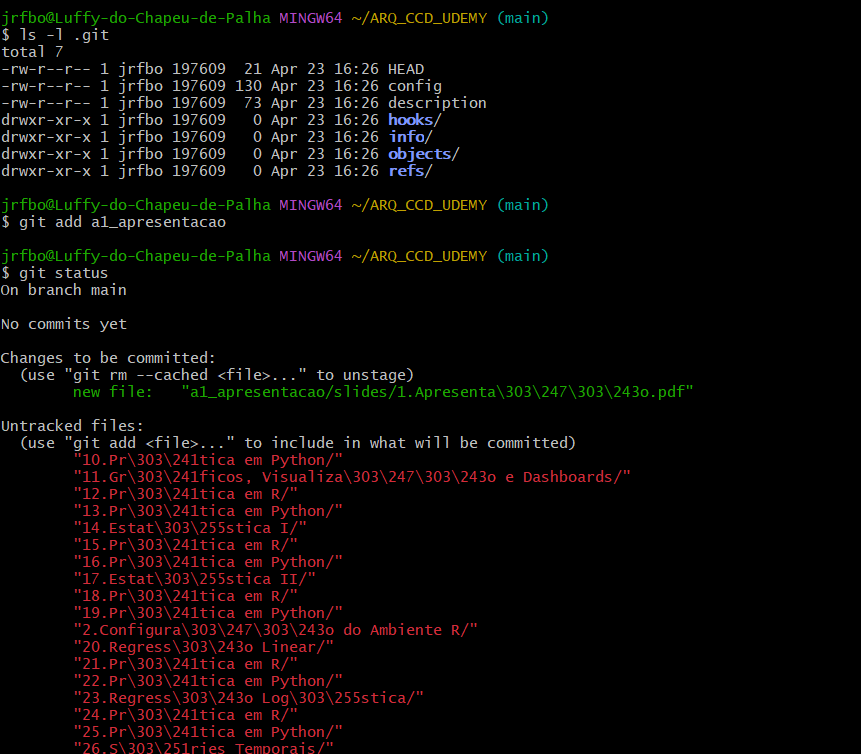 jrfbo@Luffy-do-Chapeu-de-Palha MINGW64 ~/ARQ_CCD_UDEMY (main)
$ ls -l .git
total 7
-rw-r--r-- 1 jrfbo 197609  21 Apr 23 16:26 HEAD
-rw-r--r-- 1 jrfbo 197609 130 Apr 23 16:26 config
-rw-r--r-- 1 jrfbo 197609  73 Apr 23 16:26 description
drwxr-xr-x 1 jrfbo 197609   0 Apr 23 16:26 hooks/
drwxr-xr-x 1 jrfbo 197609   0 Apr 23 16:26 info/
drwxr-xr-x 1 jrfbo 197609   0 Apr 23 16:26 objects/
drwxr-xr-x 1 jrfbo 197609   0 Apr 23 16:26 refs/
jrfbo@Luffy-do-Chapeu-de-Palha MINGW64 ~/ARQ_CCD_UDEMY (main)
$ git add a1_apresentacao
jrfbo@Luffy-do-Chapeu-de-Palha MINGW64 ~/ARQ_CCD_UDEMY (main)
$ git status
On branch main
No commits yet
Changes to be committed:
  (use "git rm --cached <file>..." to unstage)
        new file:   "a1_apresentacao/slides/1.Apresenta\303\247\303\243o.pdf"
Untracked files:
  (use "git add <file>..." to include in what will be committed)
        "10.Pr\303\241tica em Python/"
        "11.Gr\303\241ficos, Visualiza\303\247\303\243o e Dashboards/"
        "12.Pr\303\241tica em R/"
        "13.Pr\303\241tica em Python/"
        "14.Estat\303\255stica I/"
        "15.Pr\303\241tica em R/"
        "16.Pr\303\241tica em Python/"
        "17.Estat\303\255stica II/"
        "18.Pr\303\241tica em R/"
        "19.Pr\303\241tica em Python/"
        "2.Configura\303\247\303\243o do Ambiente R/"
        "20.Regress\303\243o Linear/"
        "21.Pr\303\241tica em R/"
        "22.Pr\303\241tica em Python/"
        "23.Regress\303\243o Log\303\255stica/"
        "24.Pr\303\241tica em R/"
        "25.Pr\303\241tica em Python/"
        "26.S\303\251ries Temporais/"